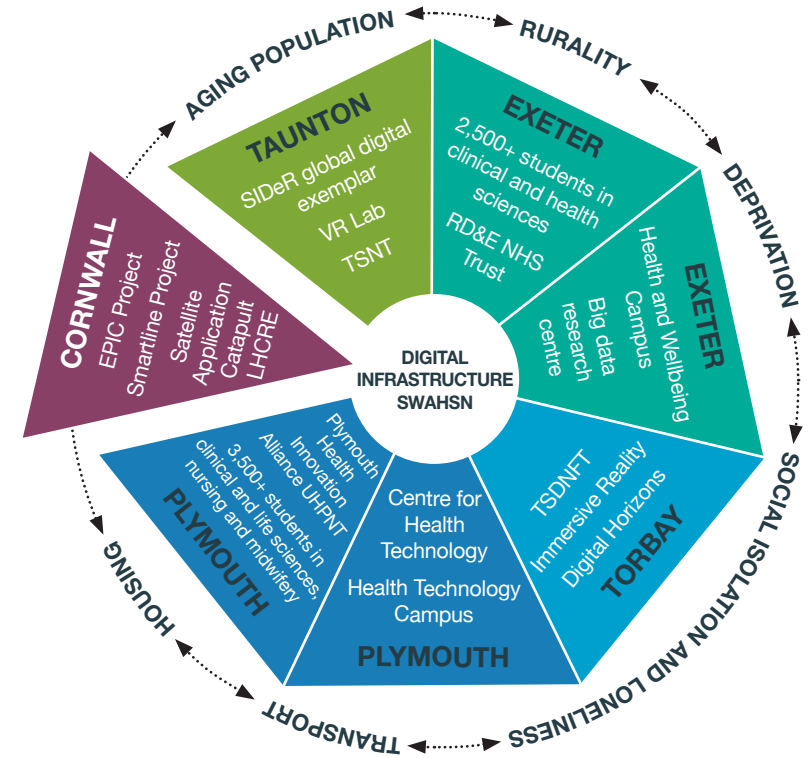 AGING POPULATION
RURALITY
DEPRIVATION
SOCIAL ISOLATION AND LONELINESS
TRANSPORT
HOUSING
TAUNTON
SIDeR global digital
exemplar
VR Lab
TSNT
EXETER
2,500+ students in
clinical and health
sciences
RD&E NHS
Trust
EXETER
Health and Wellbeing
Campus
Big data
research
centre
TORBAY
Digital Horizons
Immersive Reality
TSDNFT
Centre for
Health
Technology
Health Technology
Campus
PLYMOUTH
Plymouth
Health
Innovation
Alliance UHPNT
3,500+ students in
clinical and life sciences,
nursing and midwifery
PLYMOUTH
CORNWALL
EPIC Project
Smartline Project
Satellite
Application
Catapult
LHCRE
DIGITAL
INFRASTRUCTURE
SWAHSN